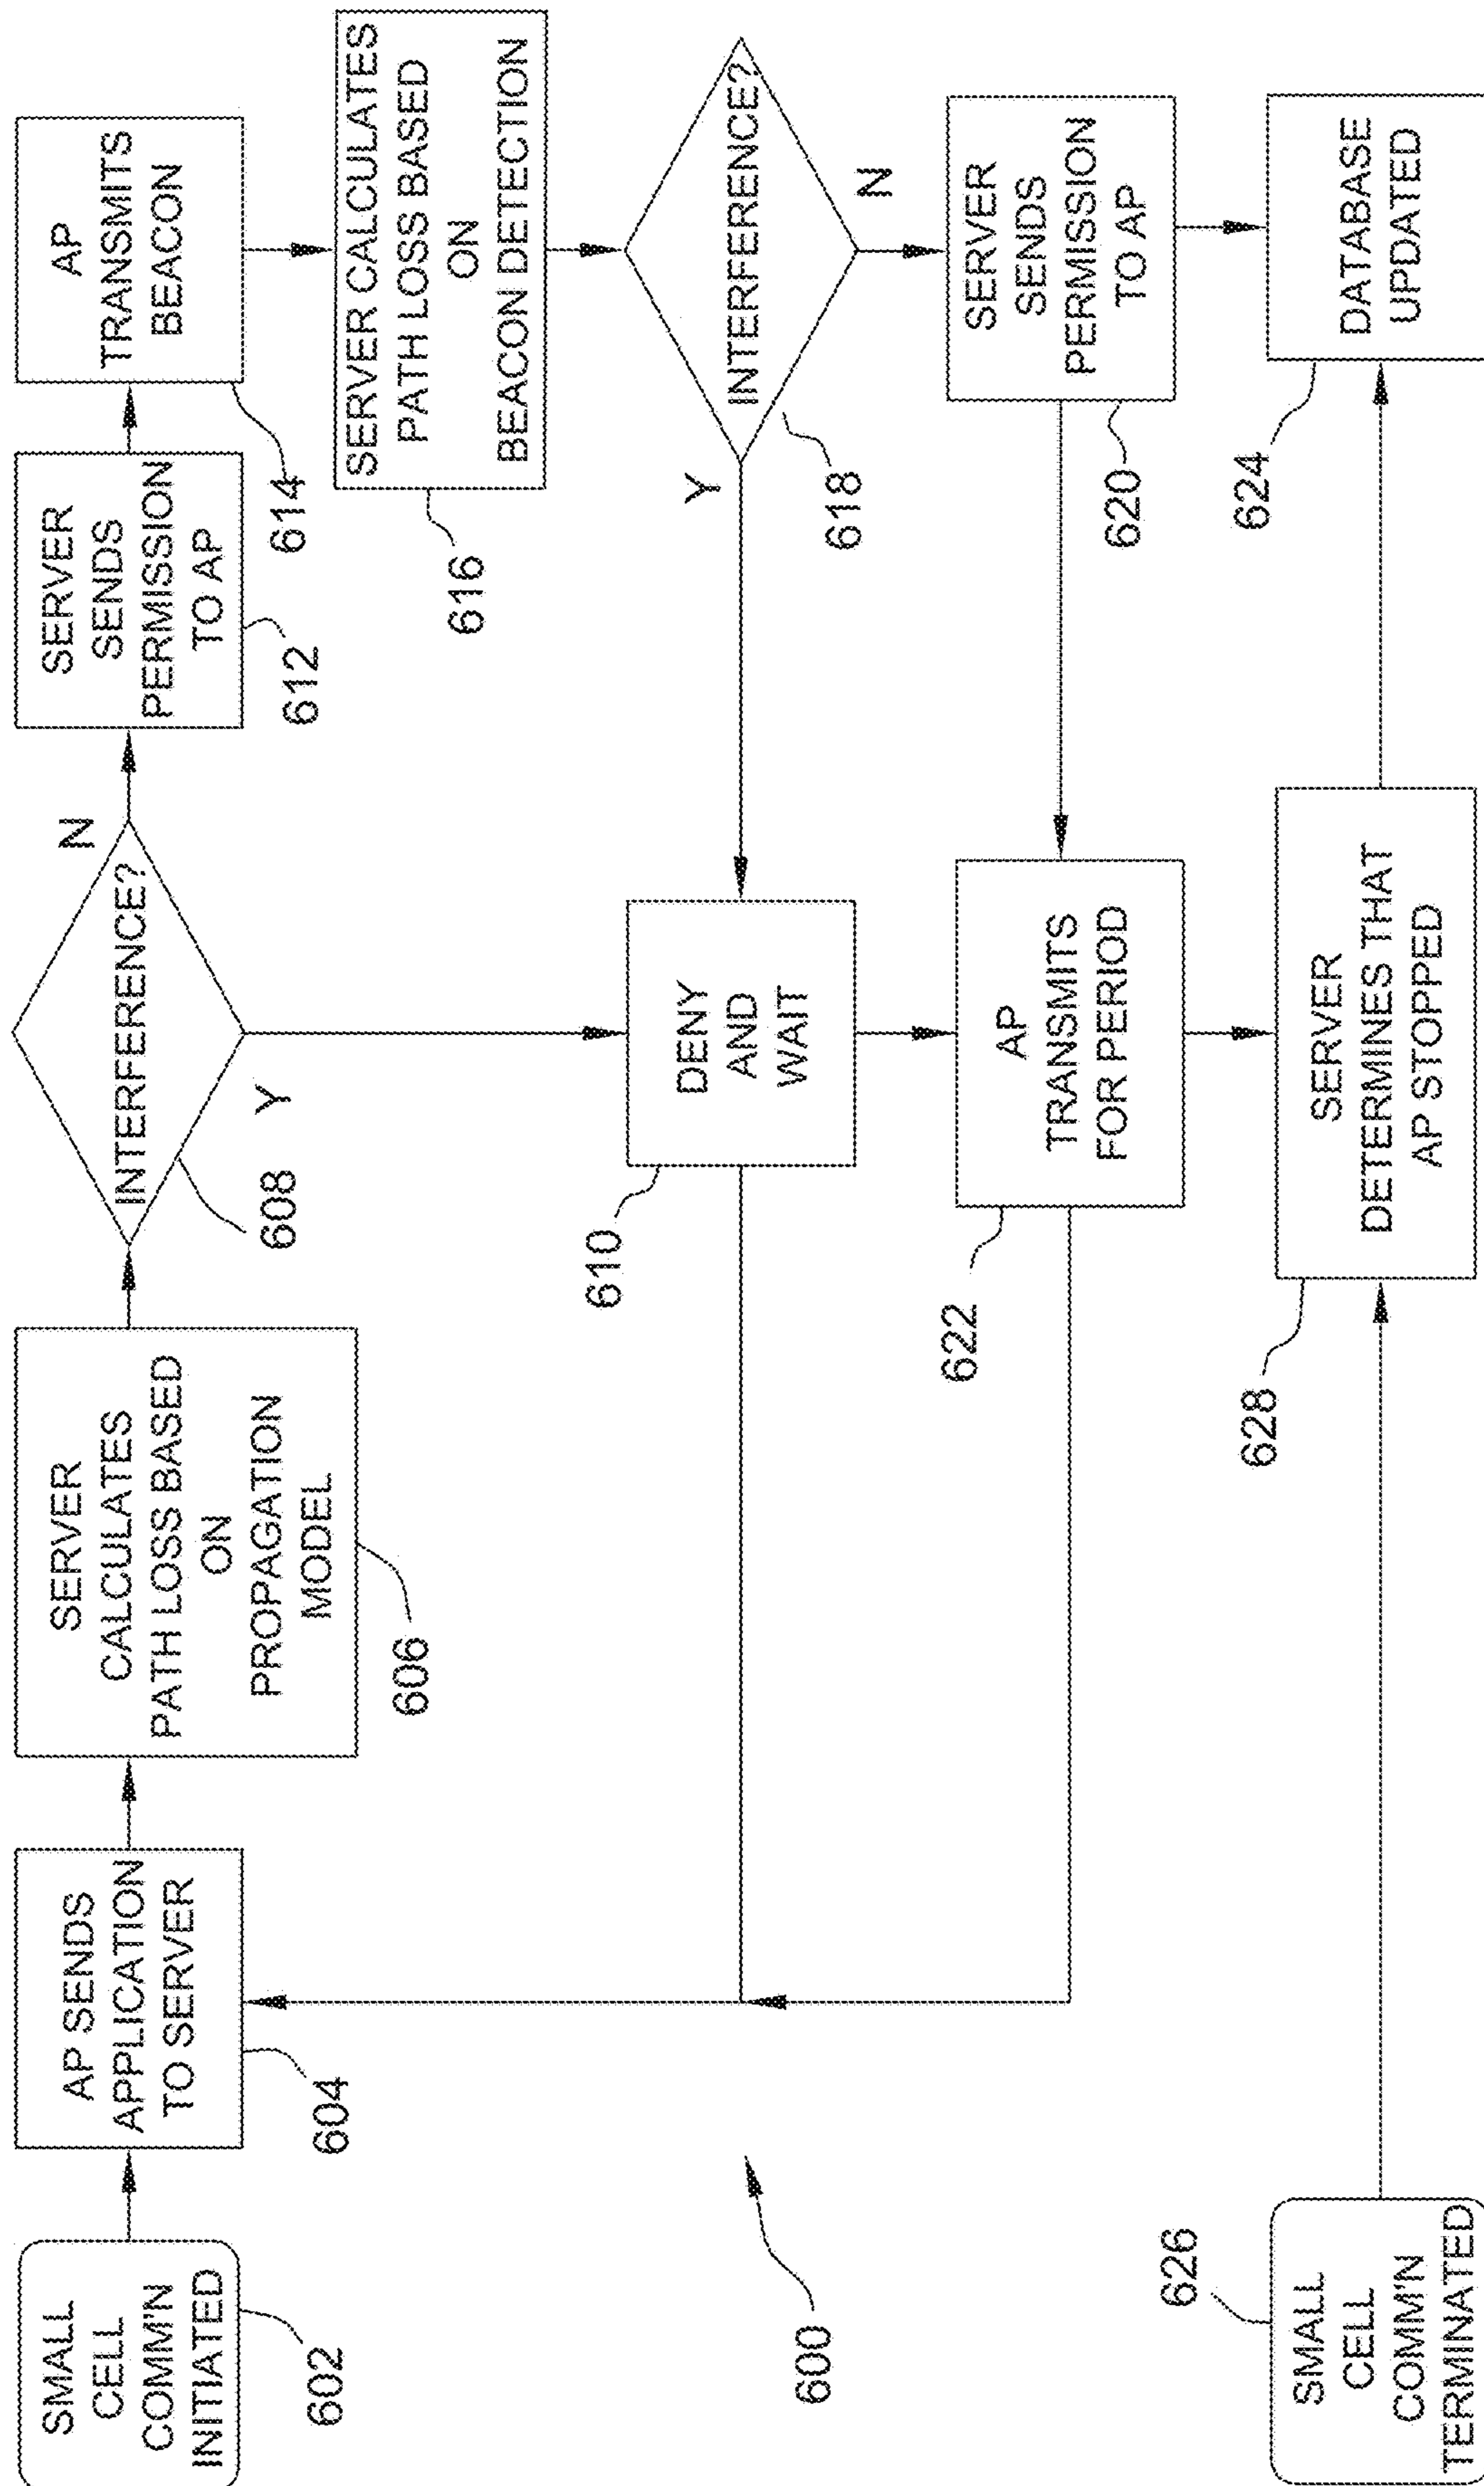 SMALL
CELL
COMM'N
INITIATED
602
AP SENDS
APPLICATION
TO SERVER
604
SERVER
CALCULATES
PATH LOSS BASED
ON
PROPAGATION
MODEL
606
INTERFERENCE?
608
Y
N
SERVER
SENDS
PERMISSION
TO AP
612
AP
TRANSMITS
BEACON
614
SERVER CALCULATES
PATH LOSS BASED
ON
BEACON DETECTION
616
INTERFERENCE?
618
Y
N
DENY
AND
WAIT
610
SERVER
SENDS
PERMISSION
TO AP
620
AP
TRANSMITS
FOR PERIOD
622
600
SMALL
CELL
COMM'N
TERMINATED
626
SERVER
DETERMINES THAT
AP STOPPED
628
DATABASE
UPDATED
624